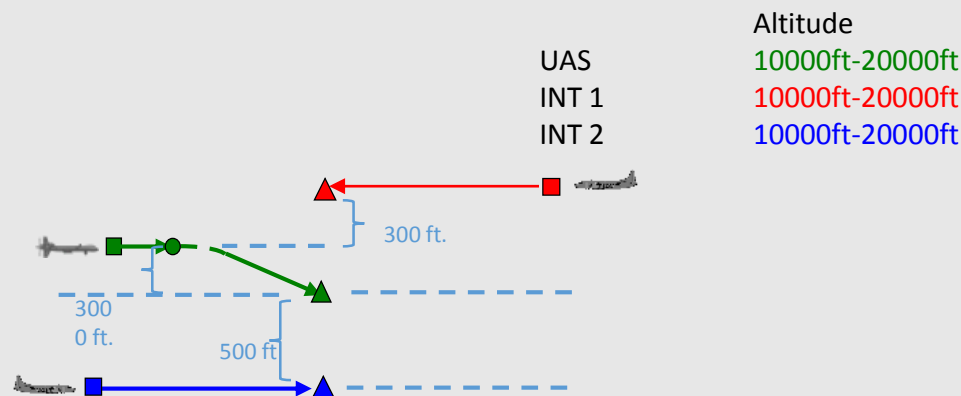 Altitude
UAS 10000ft-20000ft
INT 1 10000ft-20000ft
INT 2 10000ft-20000ft
300 ft.
300
0 ft.
500 ft